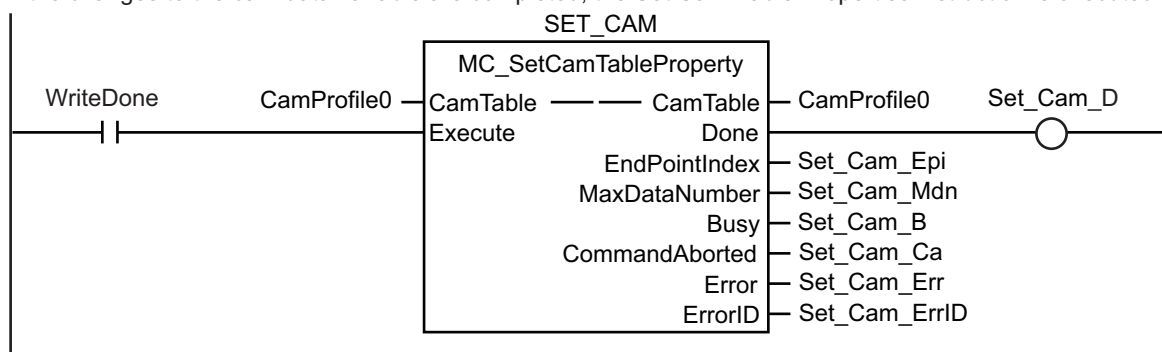 SET_CAM
MC_SetCamTableProperty
WriteDone CamProfile0 CamTable CamTable CamProfile0 Set_Cam_D
Execute Done
EndPointIndex Set_Cam_Epi
MaxDataNumber Set_Cam_Mdn
Busy Set_Cam_B
CommandAborted Set_Cam_Ca
Error Set_Cam_Err
ErrorID Set_Cam_ErrID